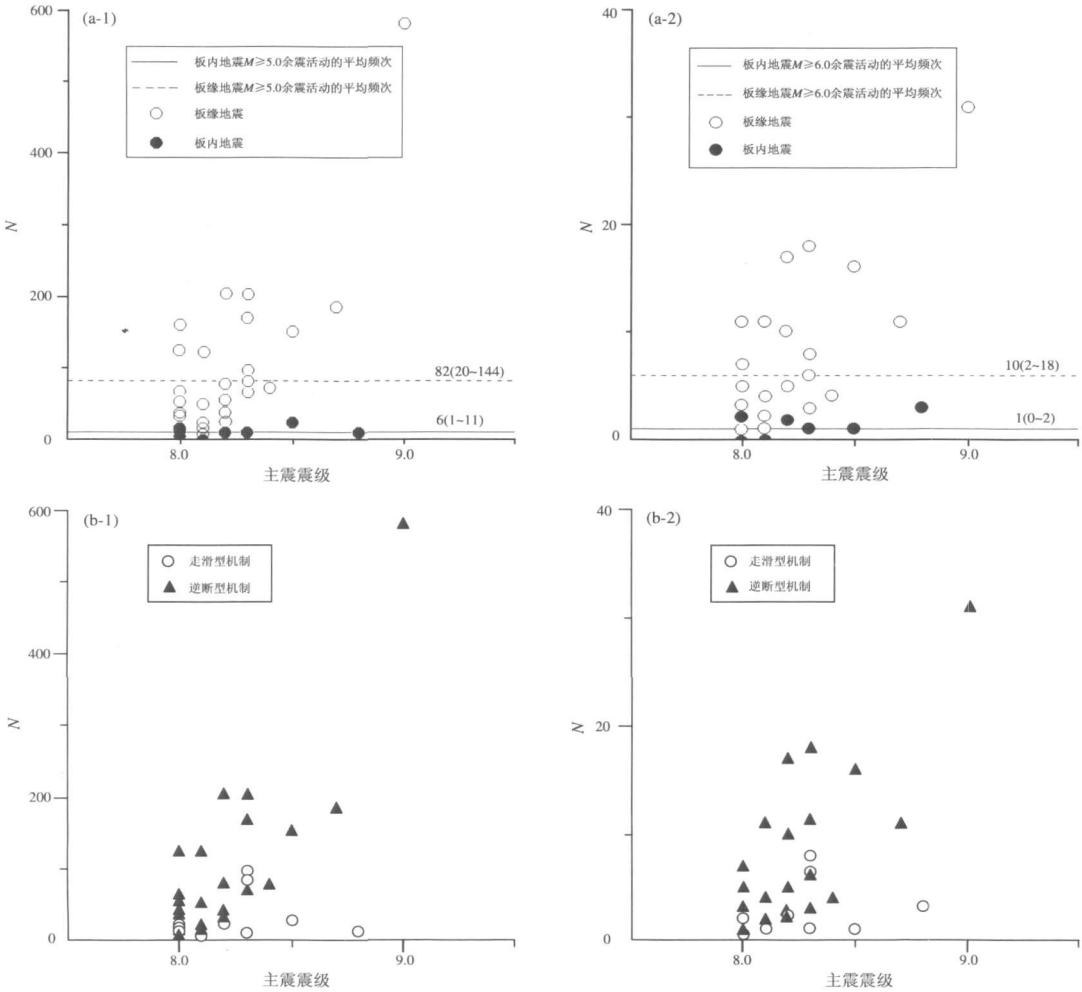 (a-1)
600
400
200
0
N
板内地震M≥5.0余震活动的平均频次
板缘地震M≥5.0余震活动的平均频次
板缘地震
板内地震
82(20~144)
6(1~11)
8.0
9.0
主震震级
(a-2)
40
20
0
N
板内地震M≥6.0余震活动的平均频次
板缘地震M≥6.0余震活动的平均频次
板缘地震
板内地震
10(2~18)
1(0~2)
8.0
9.0
主震震级
(b-1)
600
400
200
0
N
走滑型机制
逆断型机制
8.0
9.0
主震震级
(b-2)
40
20
0
N
走滑型机制
逆断型机制
8.0
9.0
主震震级